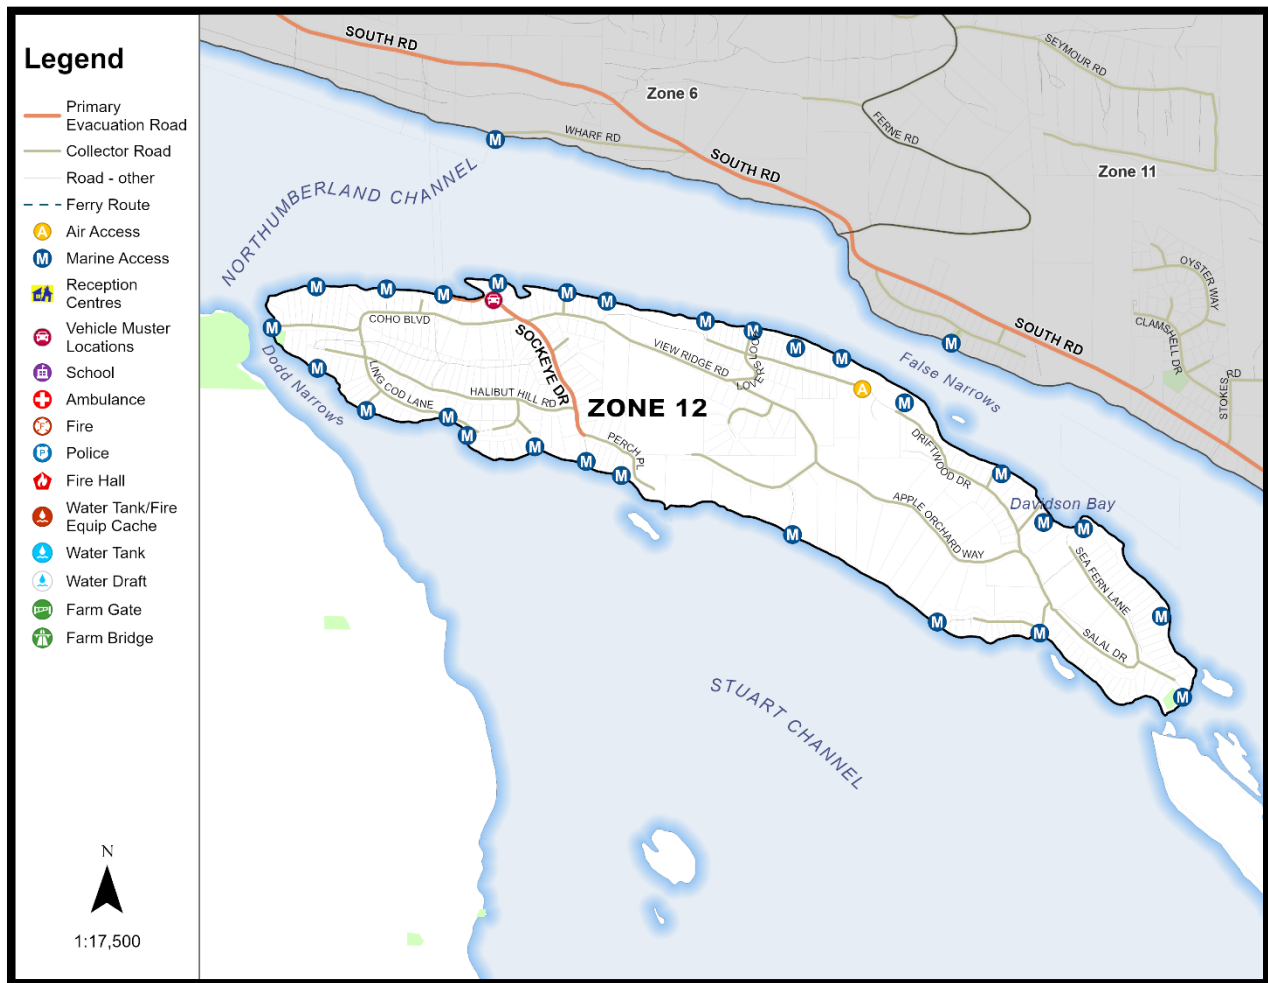 Legend
Primary
Evacuation Road
Collector Road
Road - other
Ferry Route
A Air Access
M Marine Access
Reception
Centres
Vehicle Muster
Locations
School
Ambulance
Fire
P Police
Fire Hall
Water Tank/Fire
Equip Cache
Water Tank
Water Draft
Farm Gate
Farm Bridge
N
1:17,500
SOUTH RD
SEYMOUR RD
Zone 6
FERNE RD
WHARF RD
M
SOUTH RD
Zone 11
NORTHUMBERLAND CHANNEL
OYSTER WAY
CLAMSHELL DR
STOKES RD
SOUTH RD
M
False Narrows
M
M
M
M
M
M
M
M
M
M
M
M
COHO BLVD
SOCKEYE DR
VIEW RIDGE RD
LOVERS LOOP
A
M
Dodd Narrows
M
M
LING COD LANE
HALIBUT HILL RD
ZONE 12
M
M
M
M
M
PERCH PL
DRIFTWOOD DR
M
Davidson Bay
M
M
APPLE ORCHARD WAY
M
SEA FERN LANE
M
M
M
SALAL DR
M
STUART CHANNEL